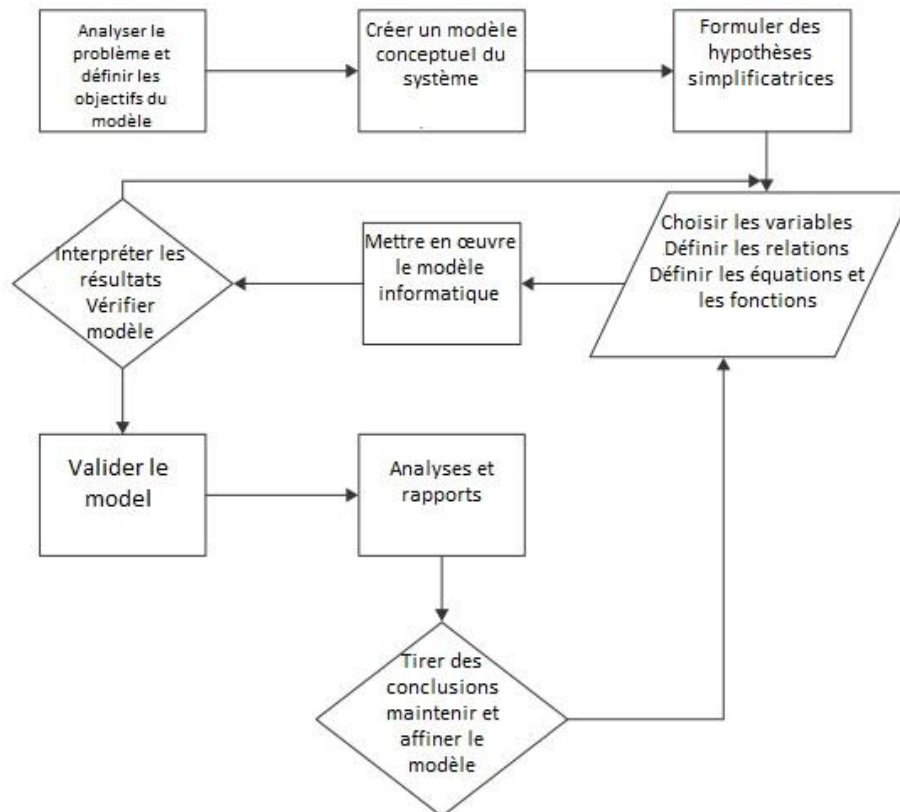 Analyser le
problème et
définir les
objectifs du
modèle
Créer un modèle
conceptuel du
système
Formuler des
hypothèses
simplificatrices
Choisir les variables
Définir les relations
Définir les équations et
les fonctions
Mettre en œuvre
le modèle
informatique
Interpréter les
résultats
Vérifier
modèle
Valider le
model
Analyses et
rapports
Tirer des
conclusions
maintenir et
affiner le
modèle